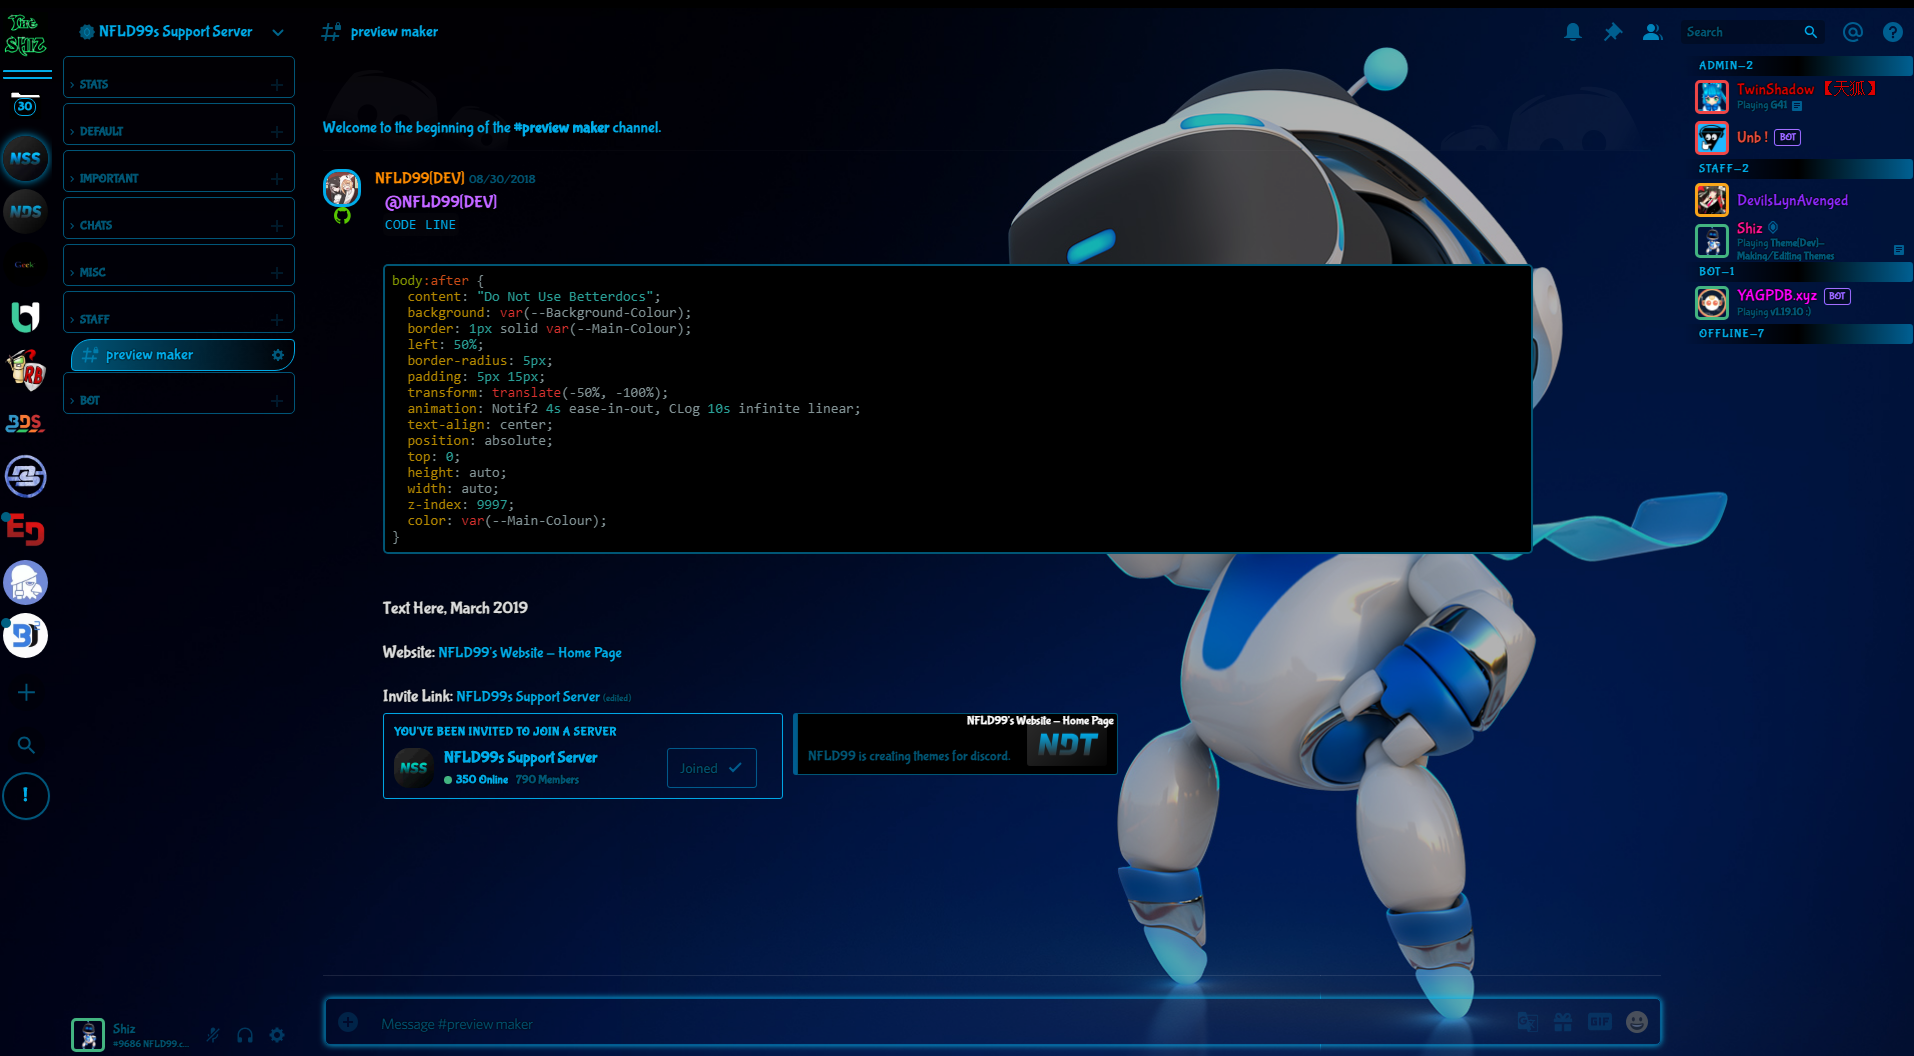 The
SHIZ
30
NSS
NDS
Geek
RB
BDS
ED
!
NFLD99s Support Server
STATS
DEFAULT
IMPORTANT
CHATS
MISC
STAFF
preview maker
BOT
Shiz
#9686 NFLD99.c...
preview maker
Search
Welcome to the beginning of the #preview maker channel.
NFLD99[DEV] 08/30/2018
@NFLD99[DEV]
CODE LINE
body:after {
content: "Do Not Use Betterdocs";
background: var(--Background-Colour);
border: 1px solid var(--Main-Colour);
left: 50%;
border-radius: 5px;
padding: 5px 15px;
transform: translate(-50%, -100%);
animation: Notif2 4s ease-in-out, CLog 10s infinite linear;
text-align: center;
position: absolute;
top: 0;
height: auto;
width: auto;
z-index: 9997;
color: var(--Main-Colour);
}
Text Here, March 2019
Website: NFLD99's Website - Home Page
Invite Link: NFLD99s Support Server (edited)
YOU'VE BEEN INVITED TO JOIN A SERVER
NSS
NFLD99s Support Server
350 Online 790 Members
Joined
NFLD99's Website - Home Page
NFLD99 is creating themes for discord.
NDT
Message #preview maker
GIF
ADMIN-2
TwinShadow 【天狐】
Playing G41
Unb ! BOT
STAFF-2
DevilsLynAvenged
Shiz
Playing Theme[Dev]-
Making/Editing Themes
BOT-1
YAGPDB.xyz BOT
Playing v1.19.10 :)
OFFLINE-7